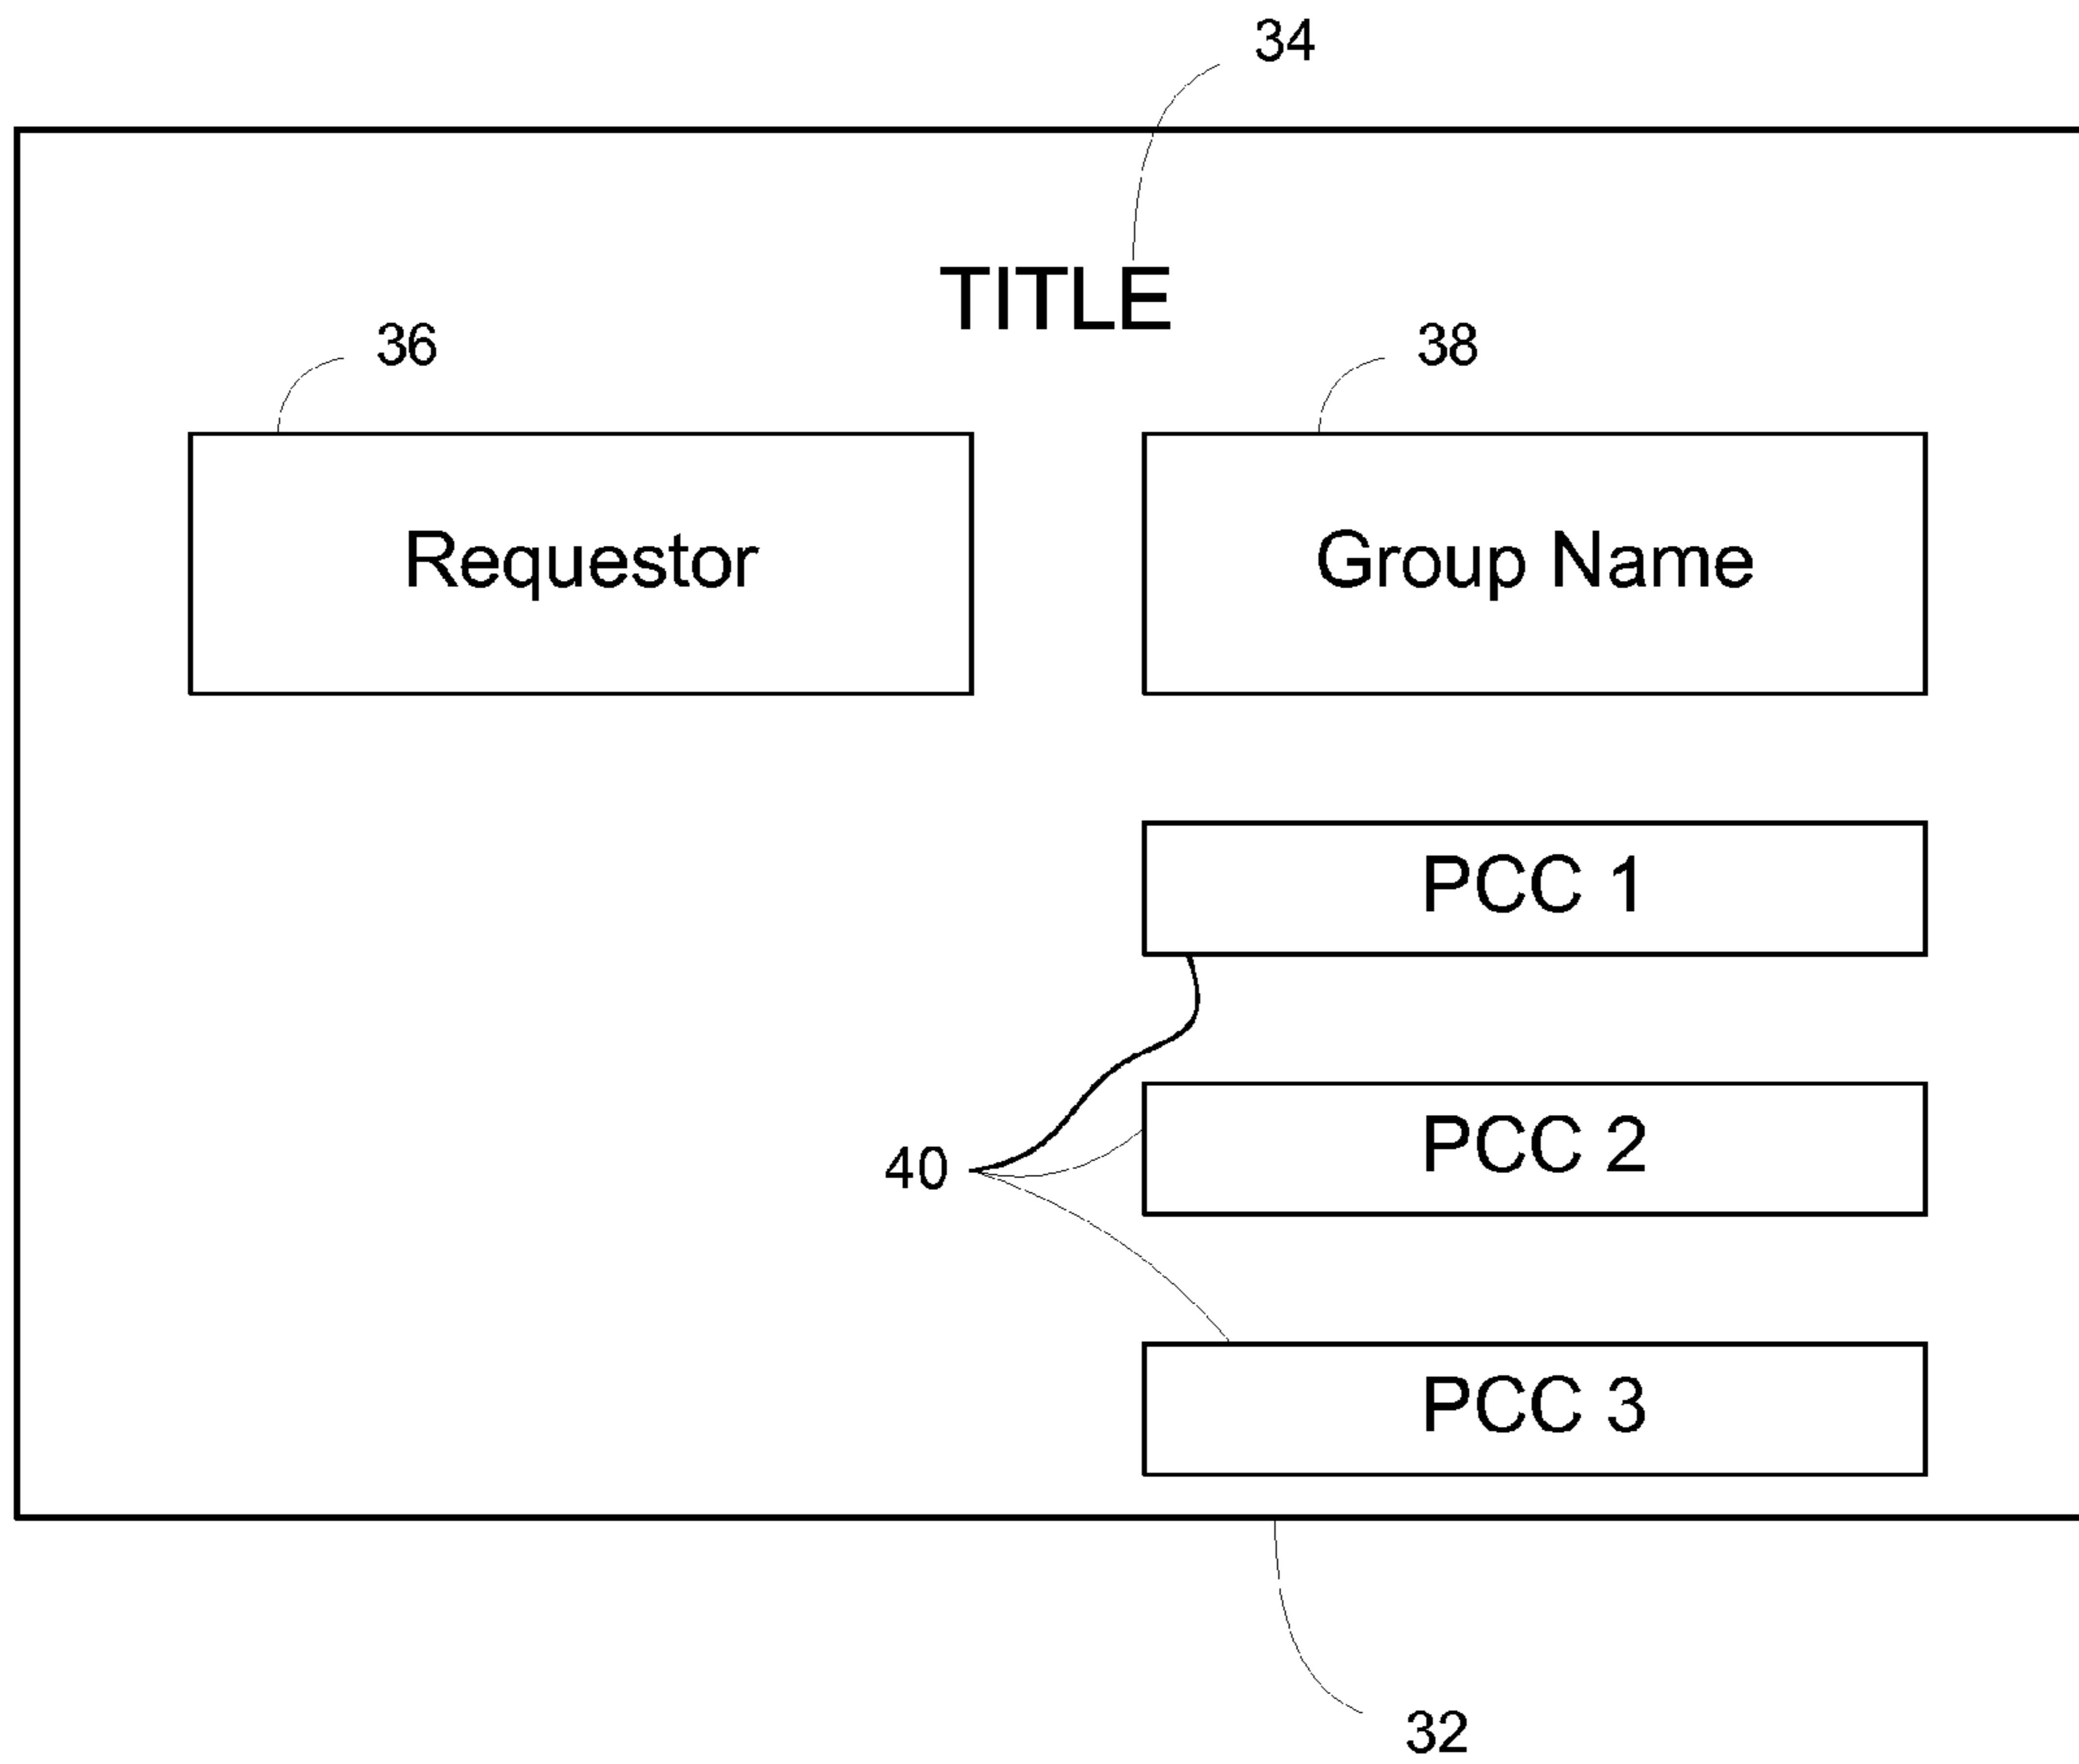 34
TITLE
36
38
Requestor
Group Name
PCC 1
40
PCC 2
PCC 3
32